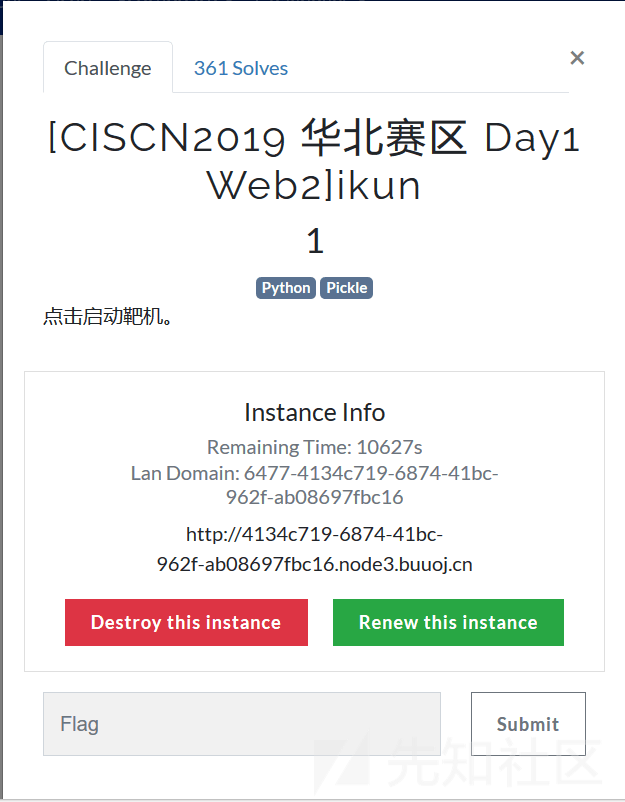 Challenge
361 Solves
×
[CISCN2019 华北赛区 Day1
Web2]ikun
1
Python Pickle
点击启动靶机。
Instance Info
Remaining Time: 10627s
Lan Domain: 6477-4134c719-6874-41bc-
962f-ab08697fbc16
http://4134c719-6874-41bc-
962f-ab08697fbc16.node3.buuoj.cn
Destroy this instance
Renew this instance
Flag
Submit
先知社区